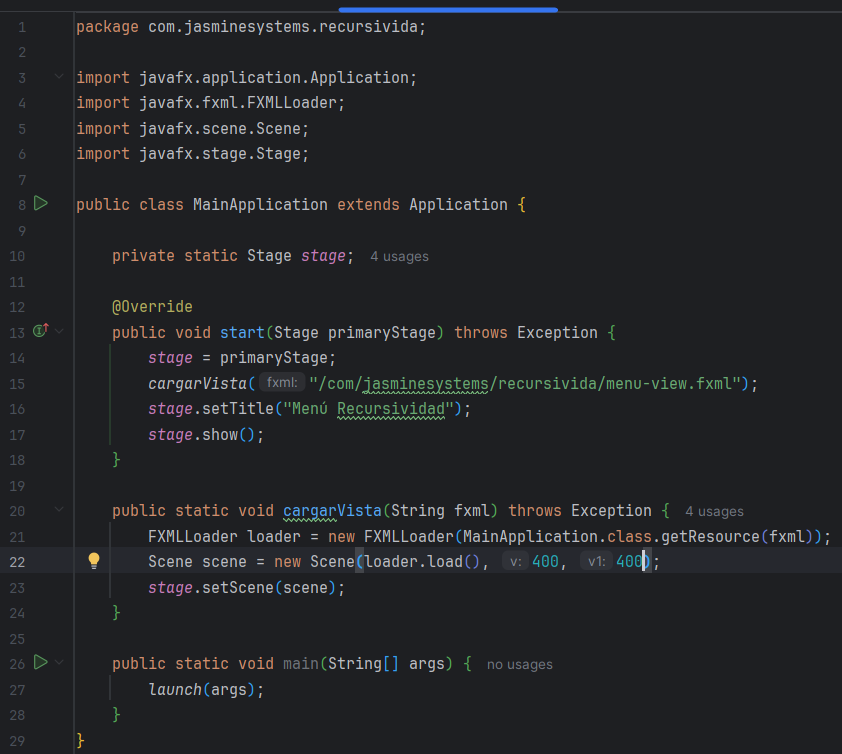 1 package com.jasminesystems.recursivida;
2
3 import javafx.application.Application;
4 import javafx.fxml.FXMLLoader;
5 import javafx.scene.Scene;
6 import javafx.stage.Stage;
7
8 public class MainApplication extends Application {
9
10 private static Stage stage; 4 usages
11
12 @Override
13 public void start(Stage primaryStage) throws Exception {
14 stage = primaryStage;
15 cargarVista( fxml: "/com/jasminesystems/recursivida/menu-view.fxml");
16 stage.setTitle("Menú Recursividad");
17 stage.show();
18 }
19
20 public static void cargarVista(String fxml) throws Exception { 4 usages
21 FXMLLoader loader = new FXMLLoader(MainApplication.class.getResource(fxml));
22 Scene scene = new Scene(loader.load(), v: 400, v1: 400);
23 stage.setScene(scene);
24 }
25
26 public static void main(String[] args) { no usages
27 launch(args);
28 }
29 }